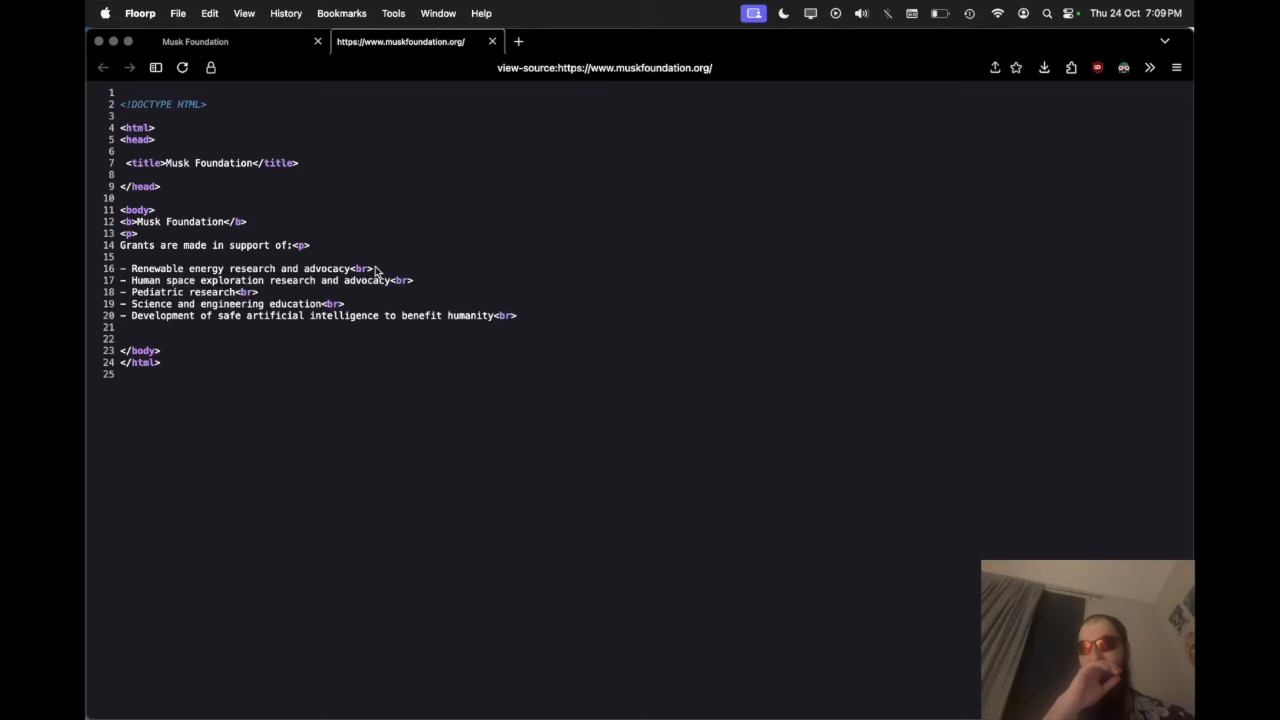 Floorp File Edit View History Bookmarks Tools Window Help Thu 24 Oct 7:09 PM
Musk Foundation https://www.muskfoundation.org/
view-source:https://www.muskfoundation.org/
1
2 <!DOCTYPE HTML>
3
4 <html>
5 <head>
6
7 <title>Musk Foundation</title>
8
9 </head>
10
11 <body>
12 <b>Musk Foundation</b>
13 <p>
14 Grants are made in support of:<p>
15
16 - Renewable energy research and advocacy<br>
17 - Human space exploration research and advocacy<br>
18 - Pediatric research<br>
19 - Science and engineering education<br>
20 - Development of safe artificial intelligence to benefit humanity<br>
21
22
23 </body>
24 </html>
25